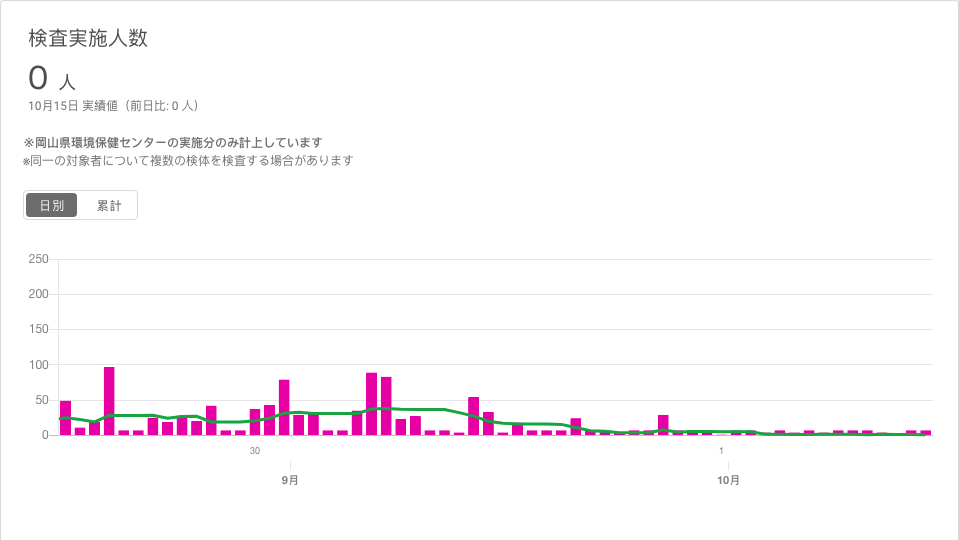 検査実施人数
0 人
10月15日 実績値（前日比: 0 人）
※岡山県環境保健センターの実施分のみ計上しています
※同一の対象者について複数の検体を検査する場合があります
日別 累計
250
200
150
100
50
0
30 1
9月 10月